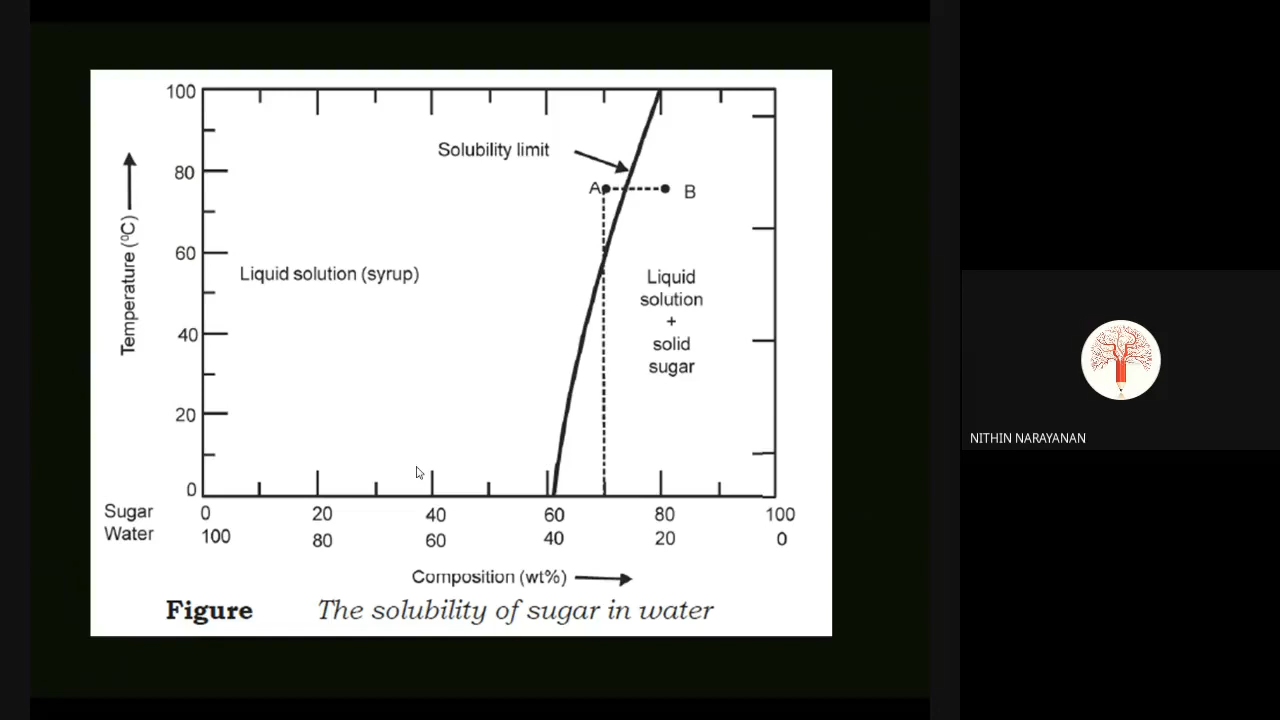 100
Solubility limit
80
A
B
60
Liquid solution (syrup)
Liquid
solution
+
solid
sugar
40
20
0
Temperature (⁰C)
Sugar 0 20 40 60 80 100
Water 100 80 60 40 20 0
Composition (wt%)
Figure The solubility of sugar in water
NITHIN NARAYANAN